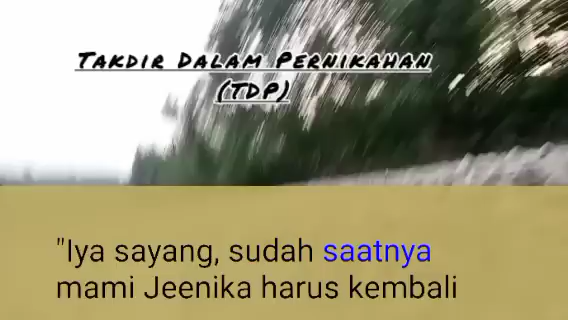 Takdir Dalam Pernikahan
(TDP)
"Iya sayang, sudah saatnya
mami Jeenika harus kembali